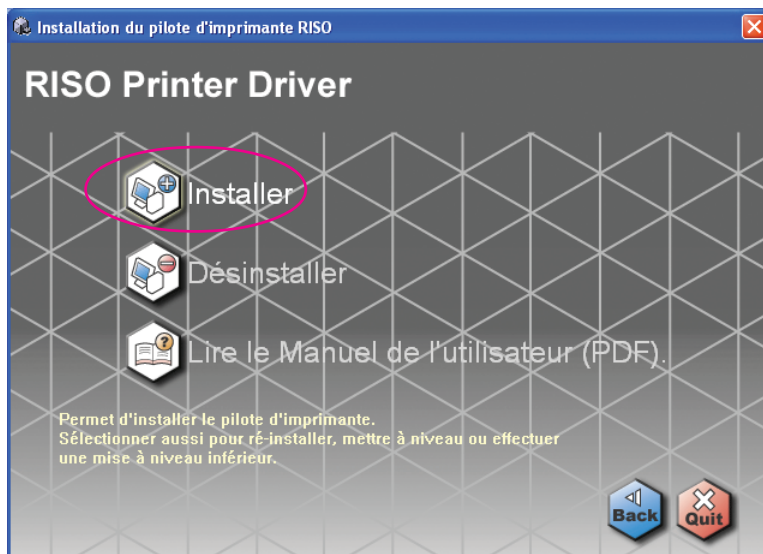 Installation du pilote d'imprimante RISO
RISO Printer Driver
Installer
Désinstaller
Lire le Manuel de l'utilisateur (PDF).
Permet d'installer le pilote d'imprimante.
Sélectionner aussi pour ré-installer, mettre à niveau ou effectuer
une mise à niveau inférieur.
Back
Quit